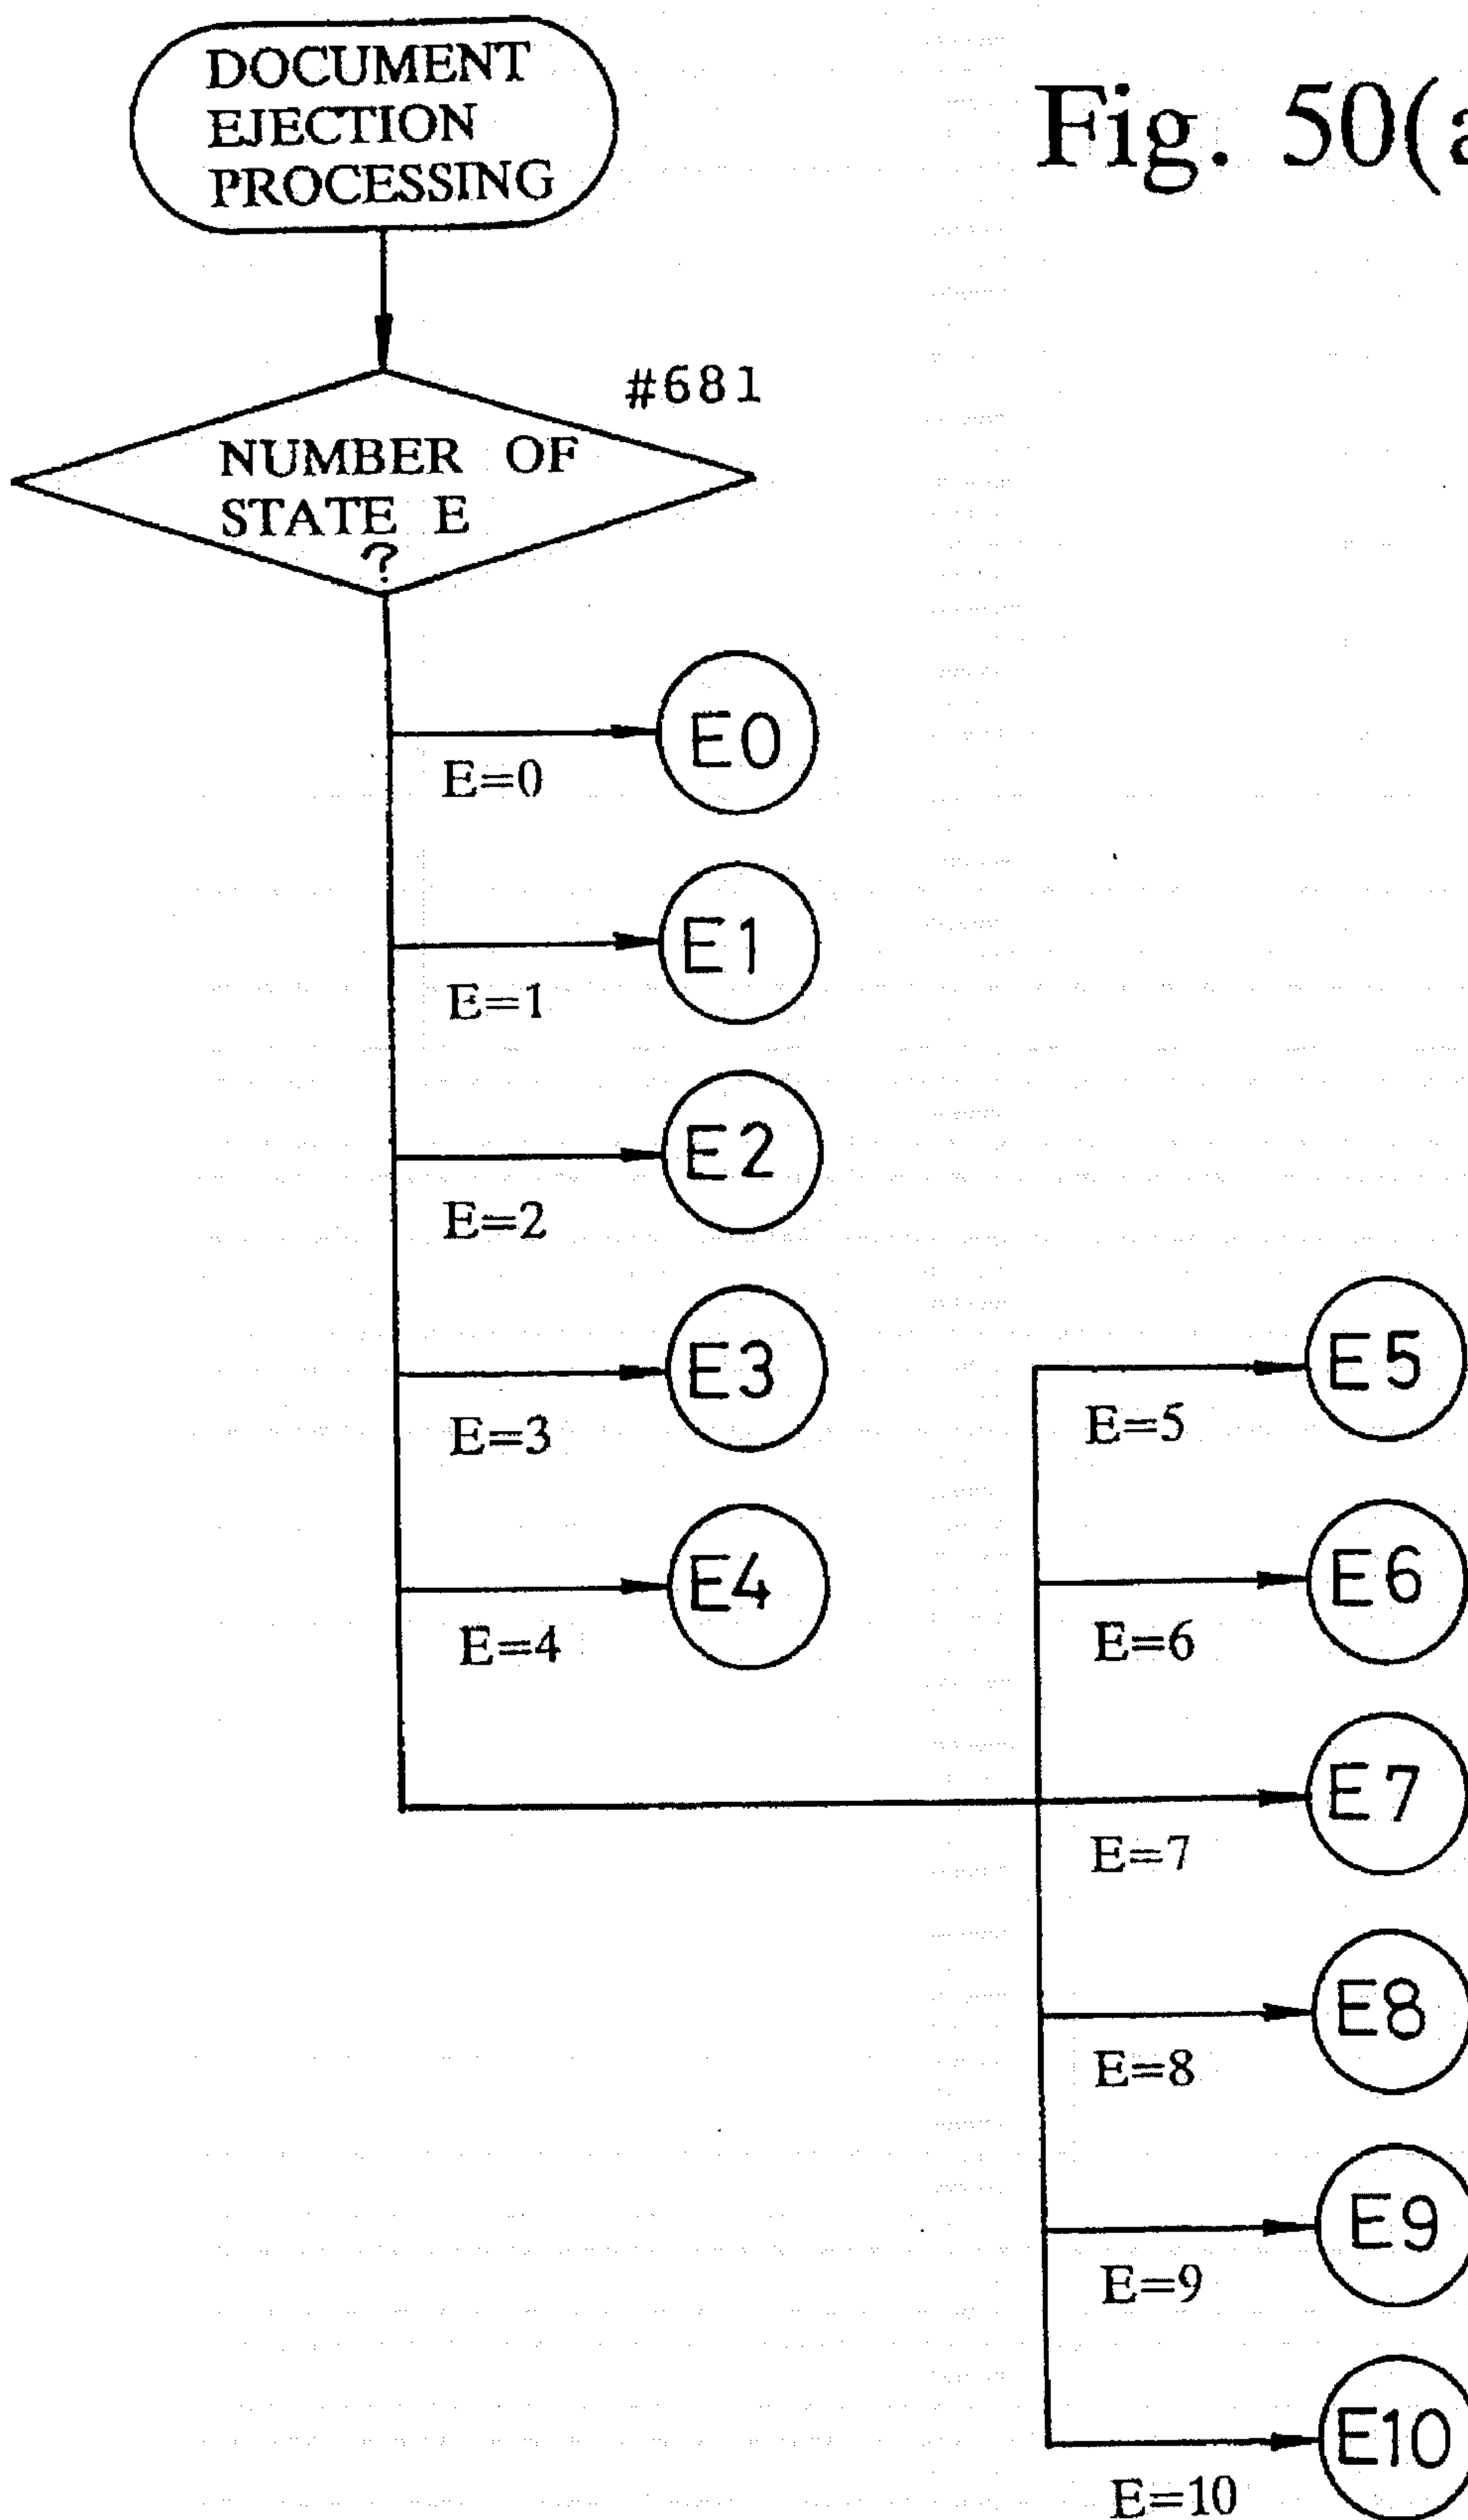 DOCUMENT
EJECTION
PROCESSING
Fig. 50(a
#681
NUMBER OF
STATE E
?
E0
E=0
E1
E=1
E2
E=2
E3
E=3
E4
E=4
E5
E=5
E6
E=6
E7
E=7
E8
E=8
E9
E=9
E10
E=10